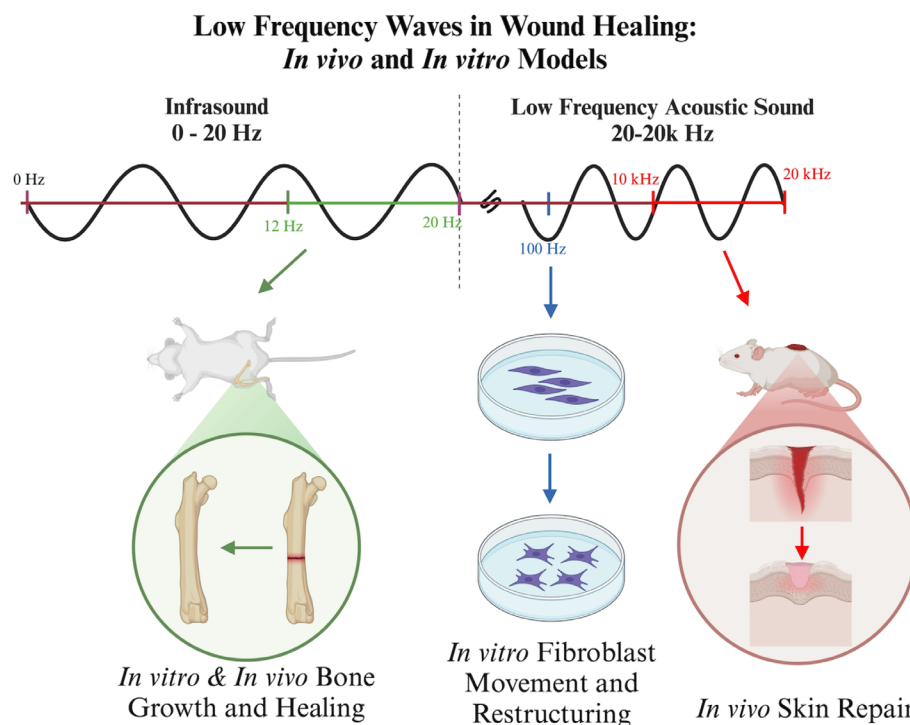 Low Frequency Waves in Wound Healing:
In vivo and In vitro Models
Infrasound
0 - 20 Hz
Low Frequency Acoustic Sound
20-20k Hz
0 Hz
12 Hz
20 Hz
100 Hz
10 kHz
20 kHz
In vitro & In vivo Bone
Growth and Healing
In vitro Fibroblast
Movement and
Restructuring
In vivo Skin Repair